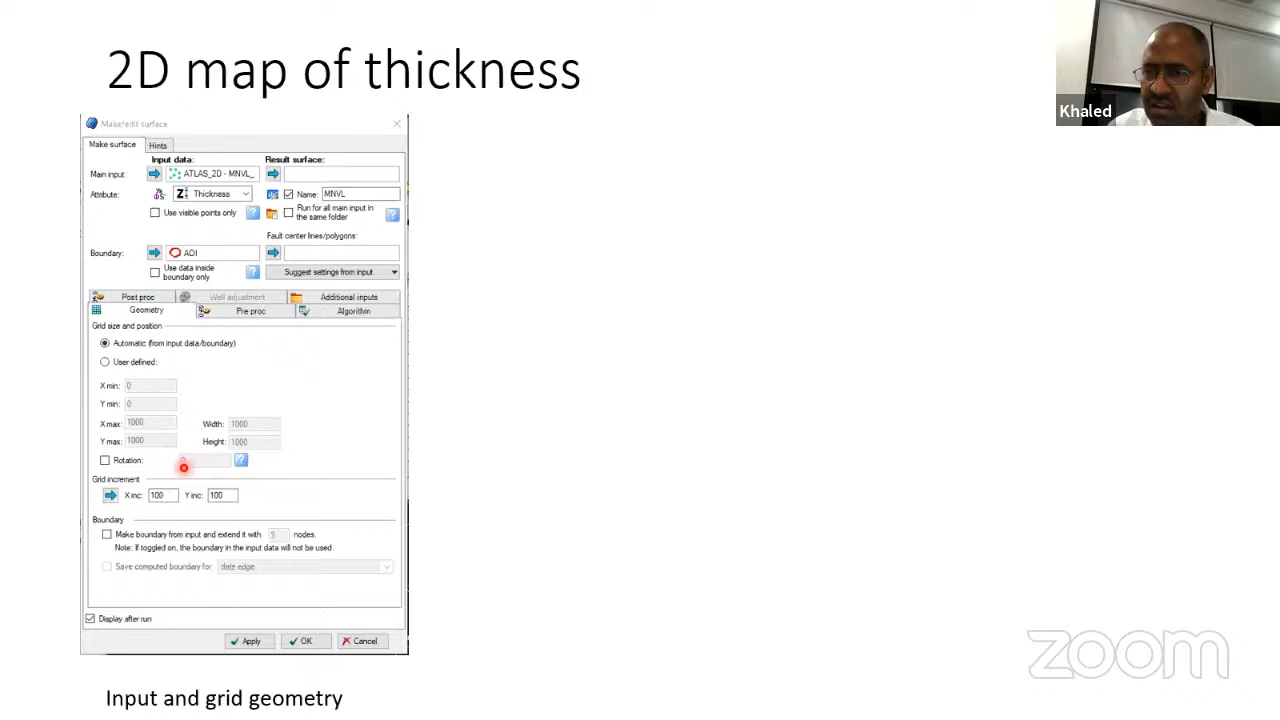 2D map of thickness
Khaled
Make/edit surface
Make surface Hints
Input data: Result surface:
Main input: ATLAS_2D - MNVL_
Attribute: Thickness Name: MNVL
Use visible points only
Run for all main input in
the same folder
Fault center lines/polygons:
Boundary: AOI
Use data inside
boundary only
Suggest settings from input
Post proc Well adjustment Additional inputs
Geometry Pre proc Algorithm
Grid size and position
Automatic (from input data/boundary)
User defined:
X min: 0
Y min: 0
X max: 1000 Width: 1000
Y max: 1000 Height: 1000
Rotation:
Grid increment
X inc: 100 Y inc: 100
Boundary
Make boundary from input and extend it with 3 nodes.
Note: If toggled on, the boundary in the input data will not be used.
Save computed boundary for: data edge
Display after run
Apply OK Cancel
zoom
Input and grid geometry